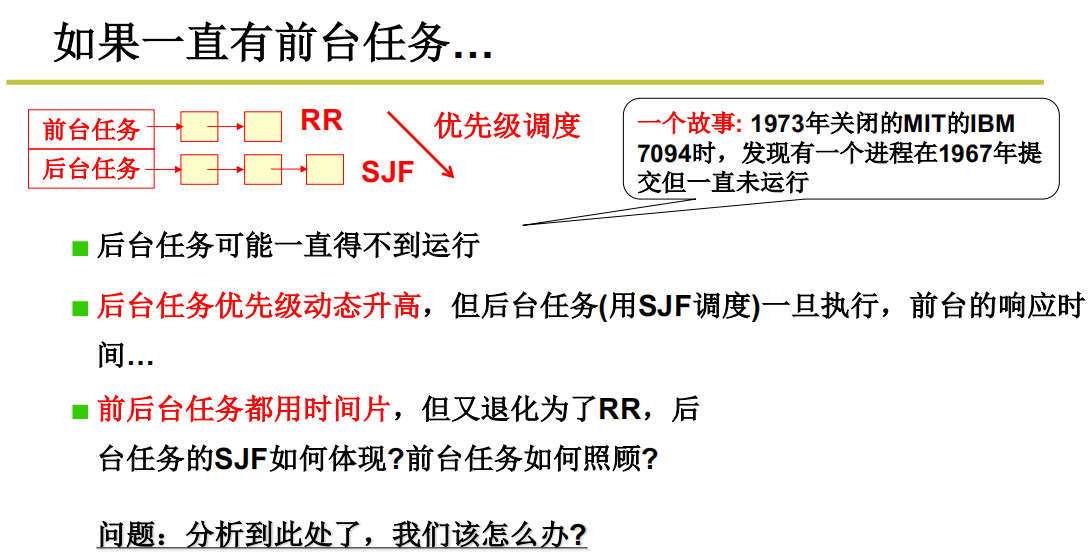 如果一直有前台任务…
前台任务
RR
优先级调度
后台任务
SJF
一个故事: 1973年关闭的MIT的IBM
7094时，发现有一个进程在1967年提
交但一直未运行
后台任务可能一直得不到运行
后台任务优先级动态升高，但后台任务(用SJF调度)一旦执行，前台的响应时
间…
前后台任务都用时间片，但又退化为了RR，后
台任务的SJF如何体现?前台任务如何照顾?
问题：分析到此处了，我们该怎么办?